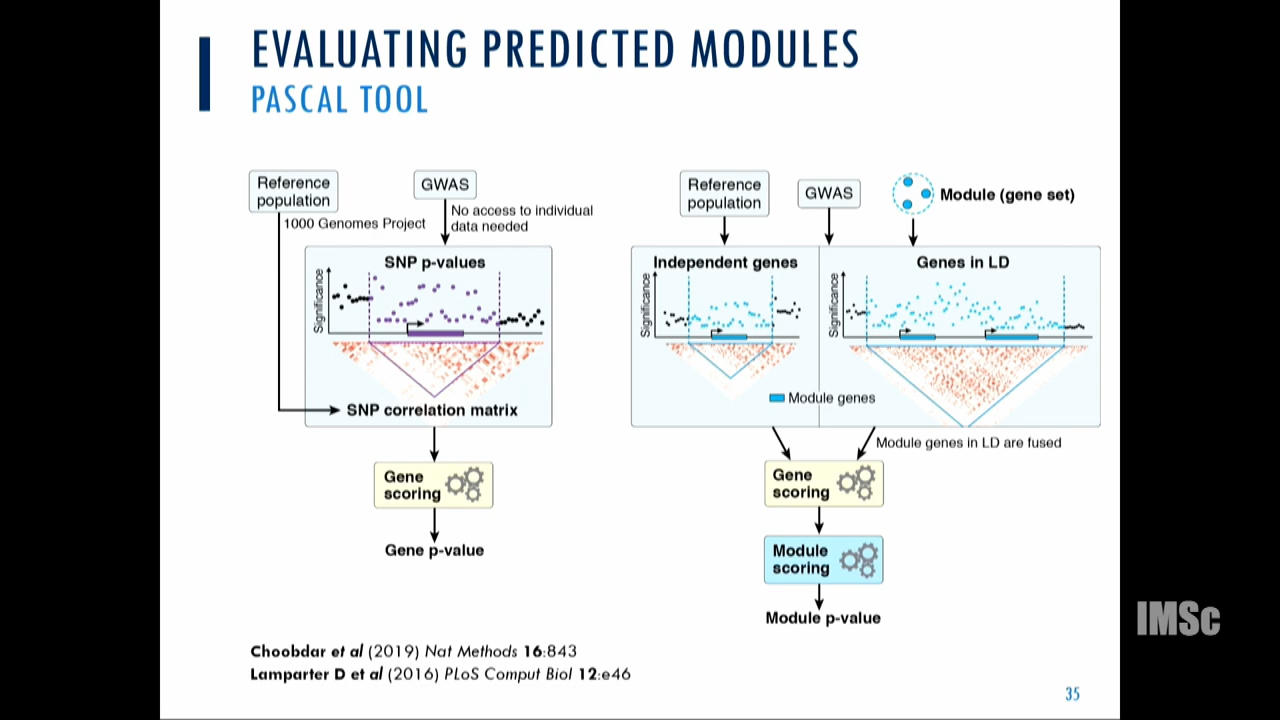 EVALUATING PREDICTED MODULES
PASCAL TOOL
Reference
population
GWAS
1000 Genomes Project
No access to individual
data needed
SNP p-values
Significance
SNP correlation matrix
Gene
scoring
Gene p-value
Reference
population
GWAS
Module (gene set)
Independent genes
Genes in LD
Significance
Significance
Module genes
Module genes in LD are fused
Gene
scoring
Module
scoring
Module p-value
Choobdar et al (2019) Nat Methods 16:843
Lamparter D et al (2016) PLoS Comput Biol 12:e46
35
IMSc